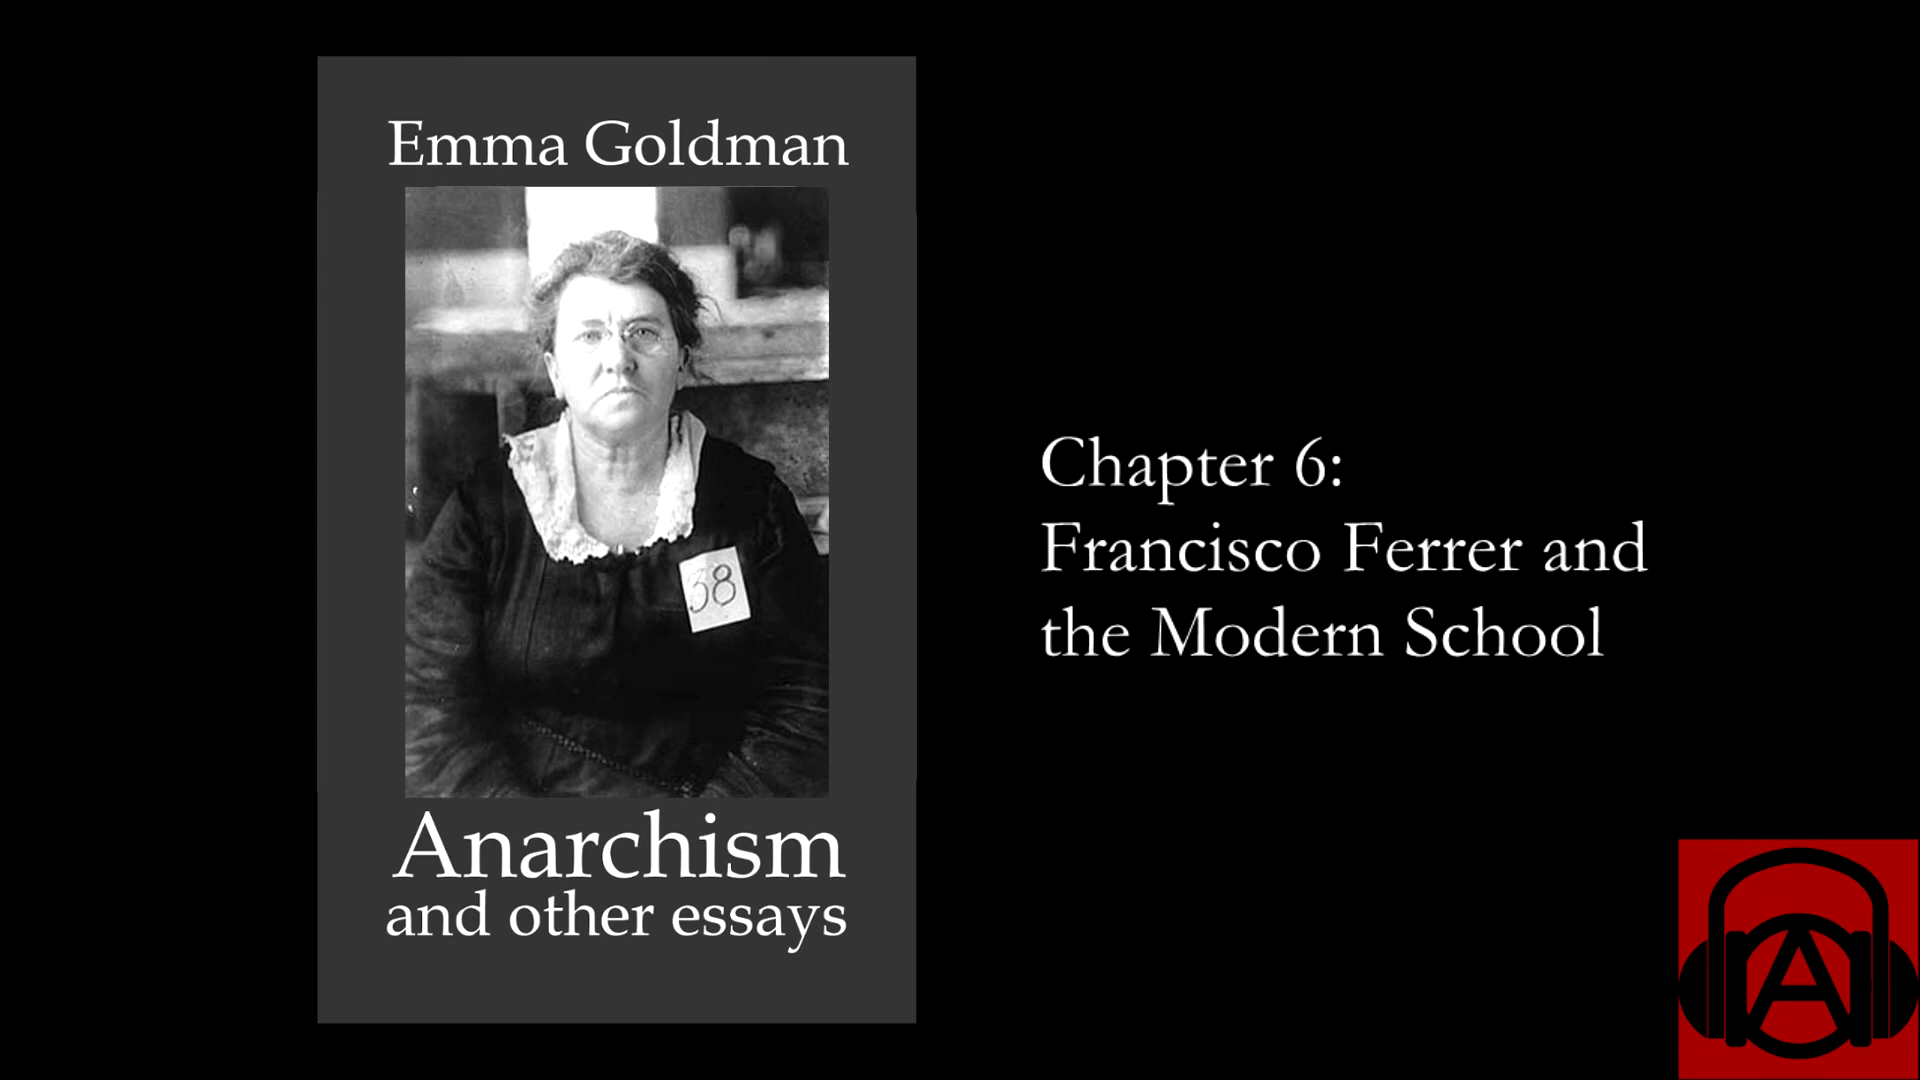 Emma Goldman
38
Anarchism
and other essays
Chapter 6:
Francisco Ferrer and
the Modern School
A